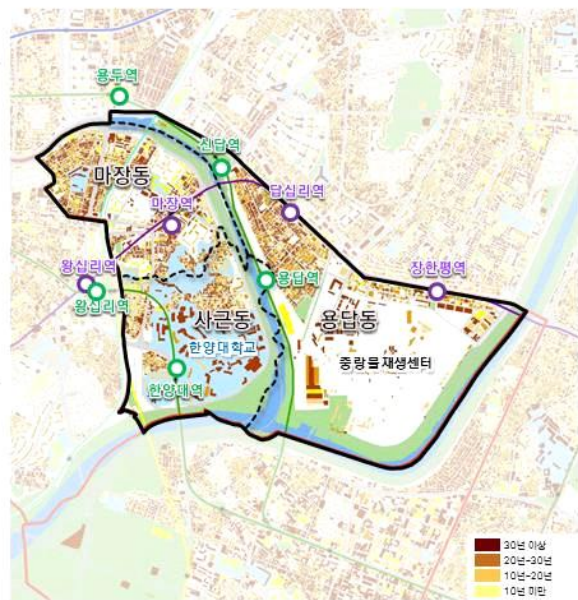 용두역
신답역
마장동
답십리역
마장역
왕십리역
왕십리역
용답역
장한평역
사근동
용답동
한양대학교
중랑물재생센터
한양대역
30년 이상
20년-30년
10년-20년
10년 미만